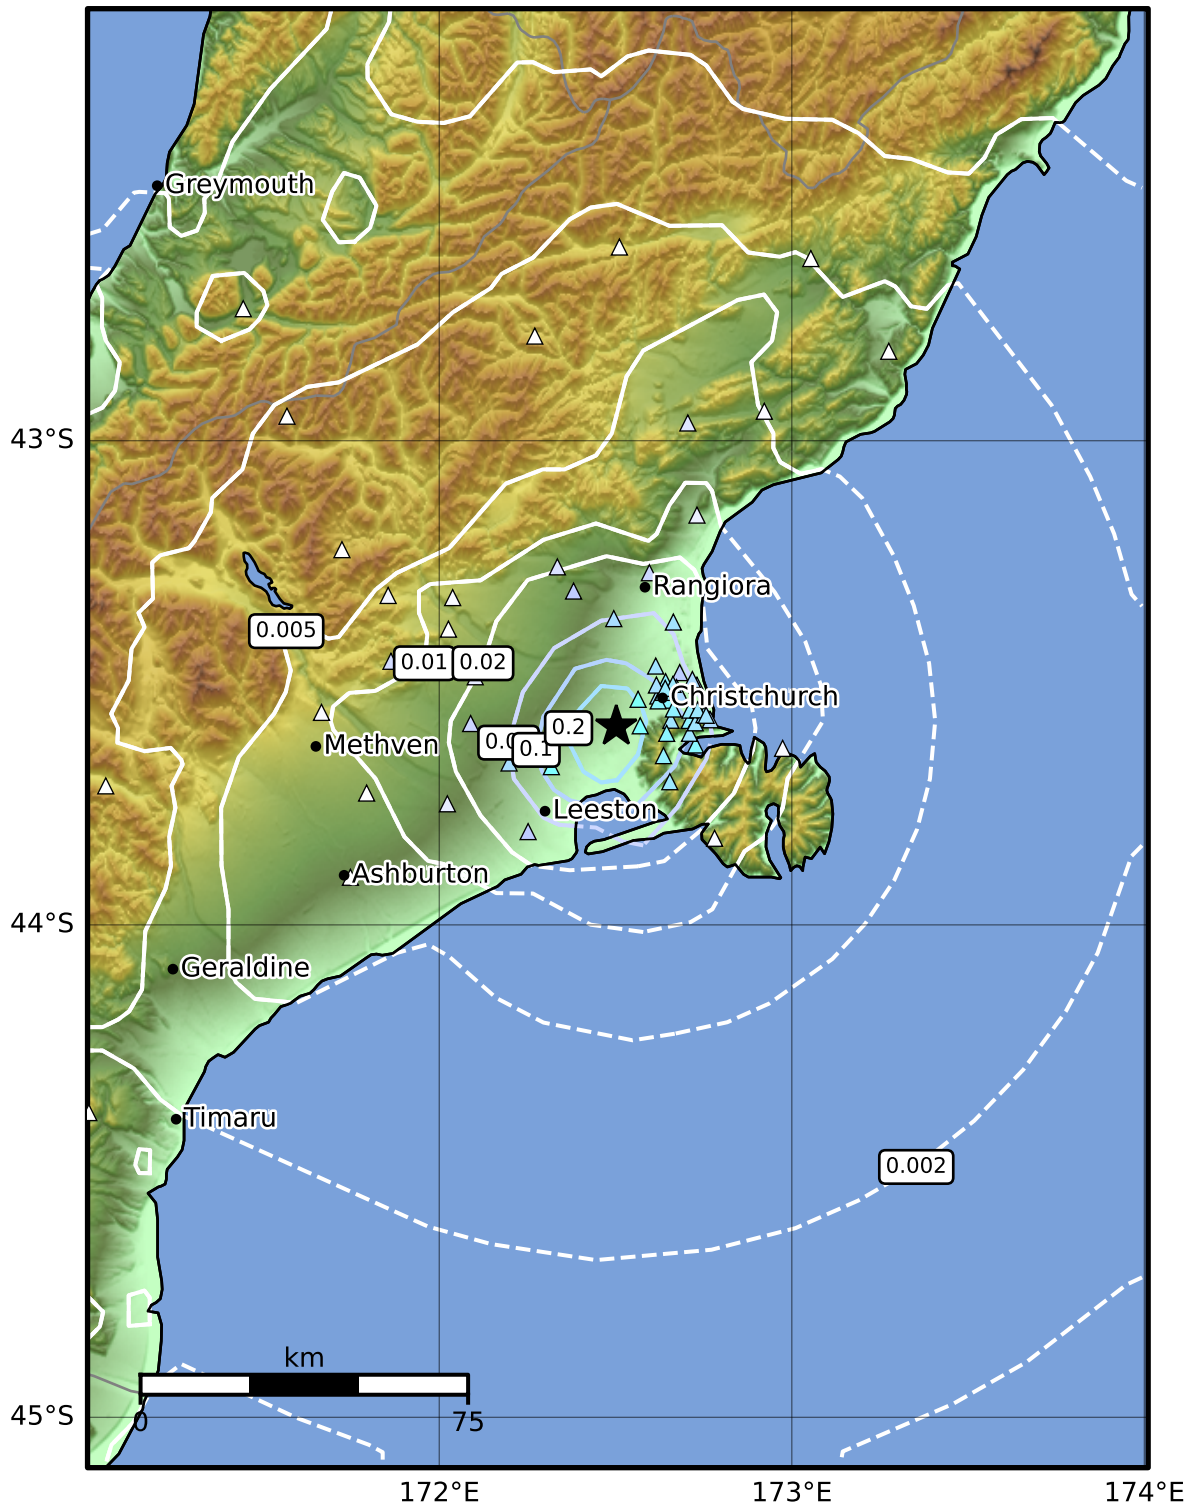 Greymouth
43°S
Rangiora
0.005
0.01
0.02
Christchurch
0.2
0.1
Methven
Leeston
Ashburton
44°S
Geraldine
Timaru
0.002
km
0
75
45°S
172°E
173°E
174°E